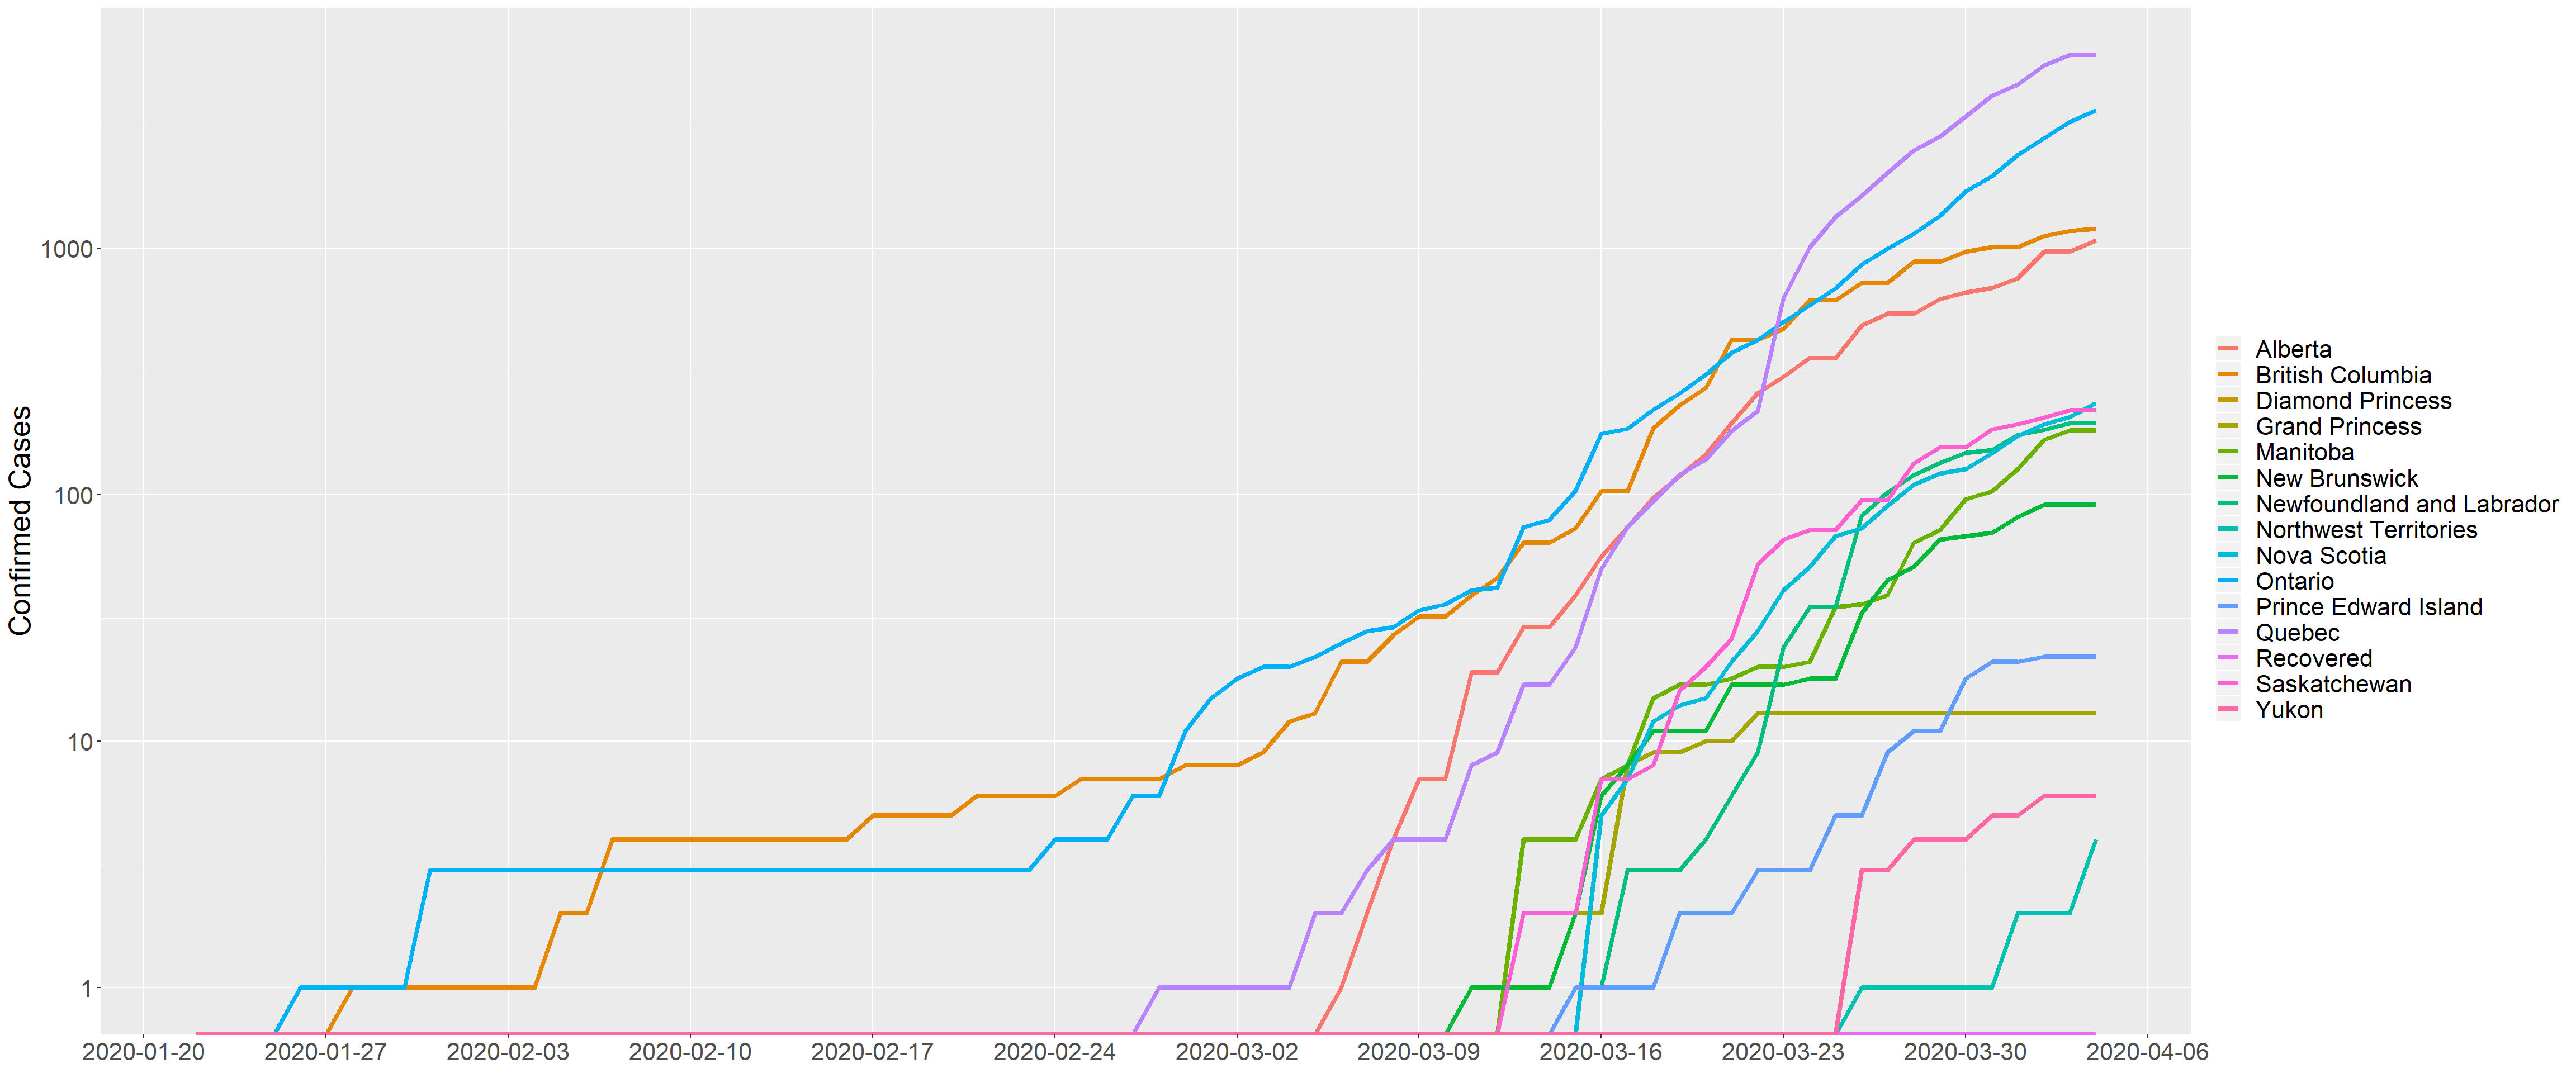 Confirmed Cases
1000
100
10
1
2020-01-20
2020-01-27
2020-02-03
2020-02-10
2020-02-17
2020-02-24
2020-03-02
2020-03-09
2020-03-16
2020-03-23
2020-03-30
2020-04-06
Alberta
British Columbia
Diamond Princess
Grand Princess
Manitoba
New Brunswick
Newfoundland and Labrador
Northwest Territories
Nova Scotia
Ontario
Prince Edward Island
Quebec
Recovered
Saskatchewan
Yukon